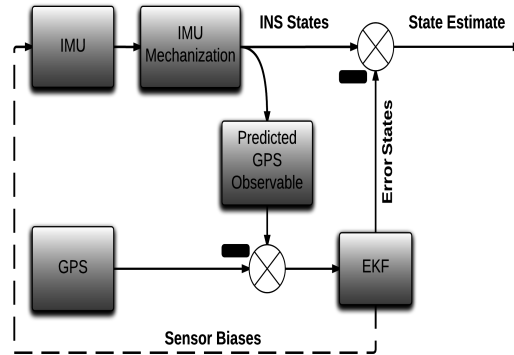 INS States
State Estimate
IMU
IMU
Mechanization
Predicted
GPS
Observable
Error States
GPS
EKF
Sensor Biases